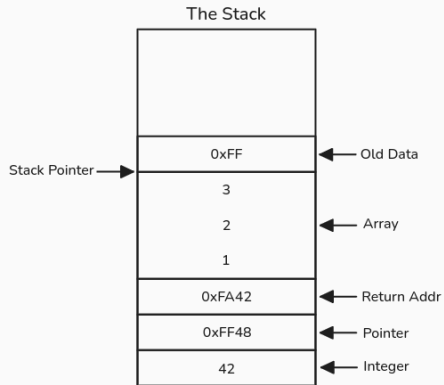 The Stack
0xFF
Old Data
Stack Pointer
3
2
Array
1
0xFA42
Return Addr
0xFF48
Pointer
42
Integer